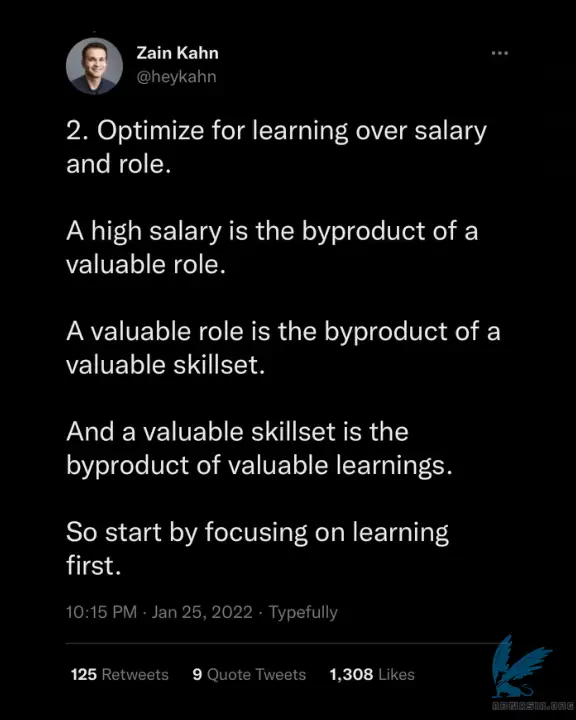 Zain Kahn
@heykahn
2. Optimize for learning over salary
and role.
A high salary is the byproduct of a
valuable role.
A valuable role is the byproduct of a
valuable skillset.
And a valuable skillset is the
byproduct of valuable learnings.
So start by focusing on learning
first.
10:15 PM · Jan 25, 2022 · Typefully
125 Retweets 9 Quote Tweets 1,308 Likes